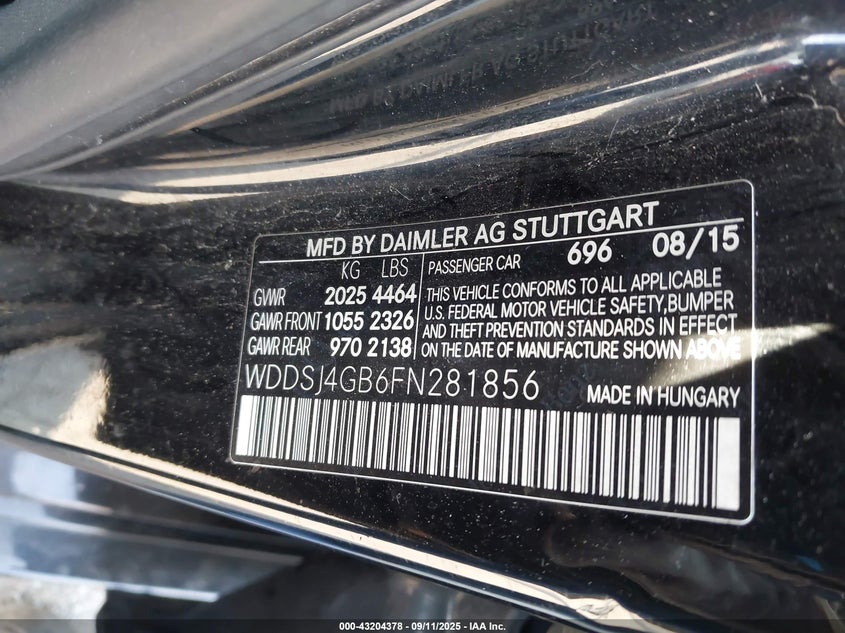 MFD BY DAIMLER AG STUTTGART
KG LBS
GVWR 2025 4464
GAWR FRONT 1055 2326
GAWR REAR 970 2138
PASSENGER CAR 696 08/15
THIS VEHICLE CONFORMS TO ALL APPLICABLE
U.S. FEDERAL MOTOR VEHICLE SAFETY,BUMPER
AND THEFT PREVENTION STANDARDS IN EFFECT
ON THE DATE OF MANUFACTURE SHOWN ABOVE
WDDSJ4GB6FN281856
MADE IN HUNGARY
000-43204378 - 09/11/2025 - IAA Inc.